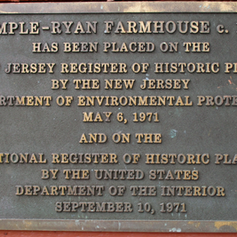 MPLE-RYAN FARMHOUSE c.
HAS BEEN PLACED ON THE
JERSEY REGISTER OF HISTORIC PL
BY THE NEW JERSEY
ARTMENT OF ENVIRONMENTAL PROTE
MAY 6, 1971
AND ON THE
TIONAL REGISTER OF HISTORIC PLA
BY THE UNITED STATES
DEPARTMENT OF THE INTERIOR
SEPTEMBER 10, 1971